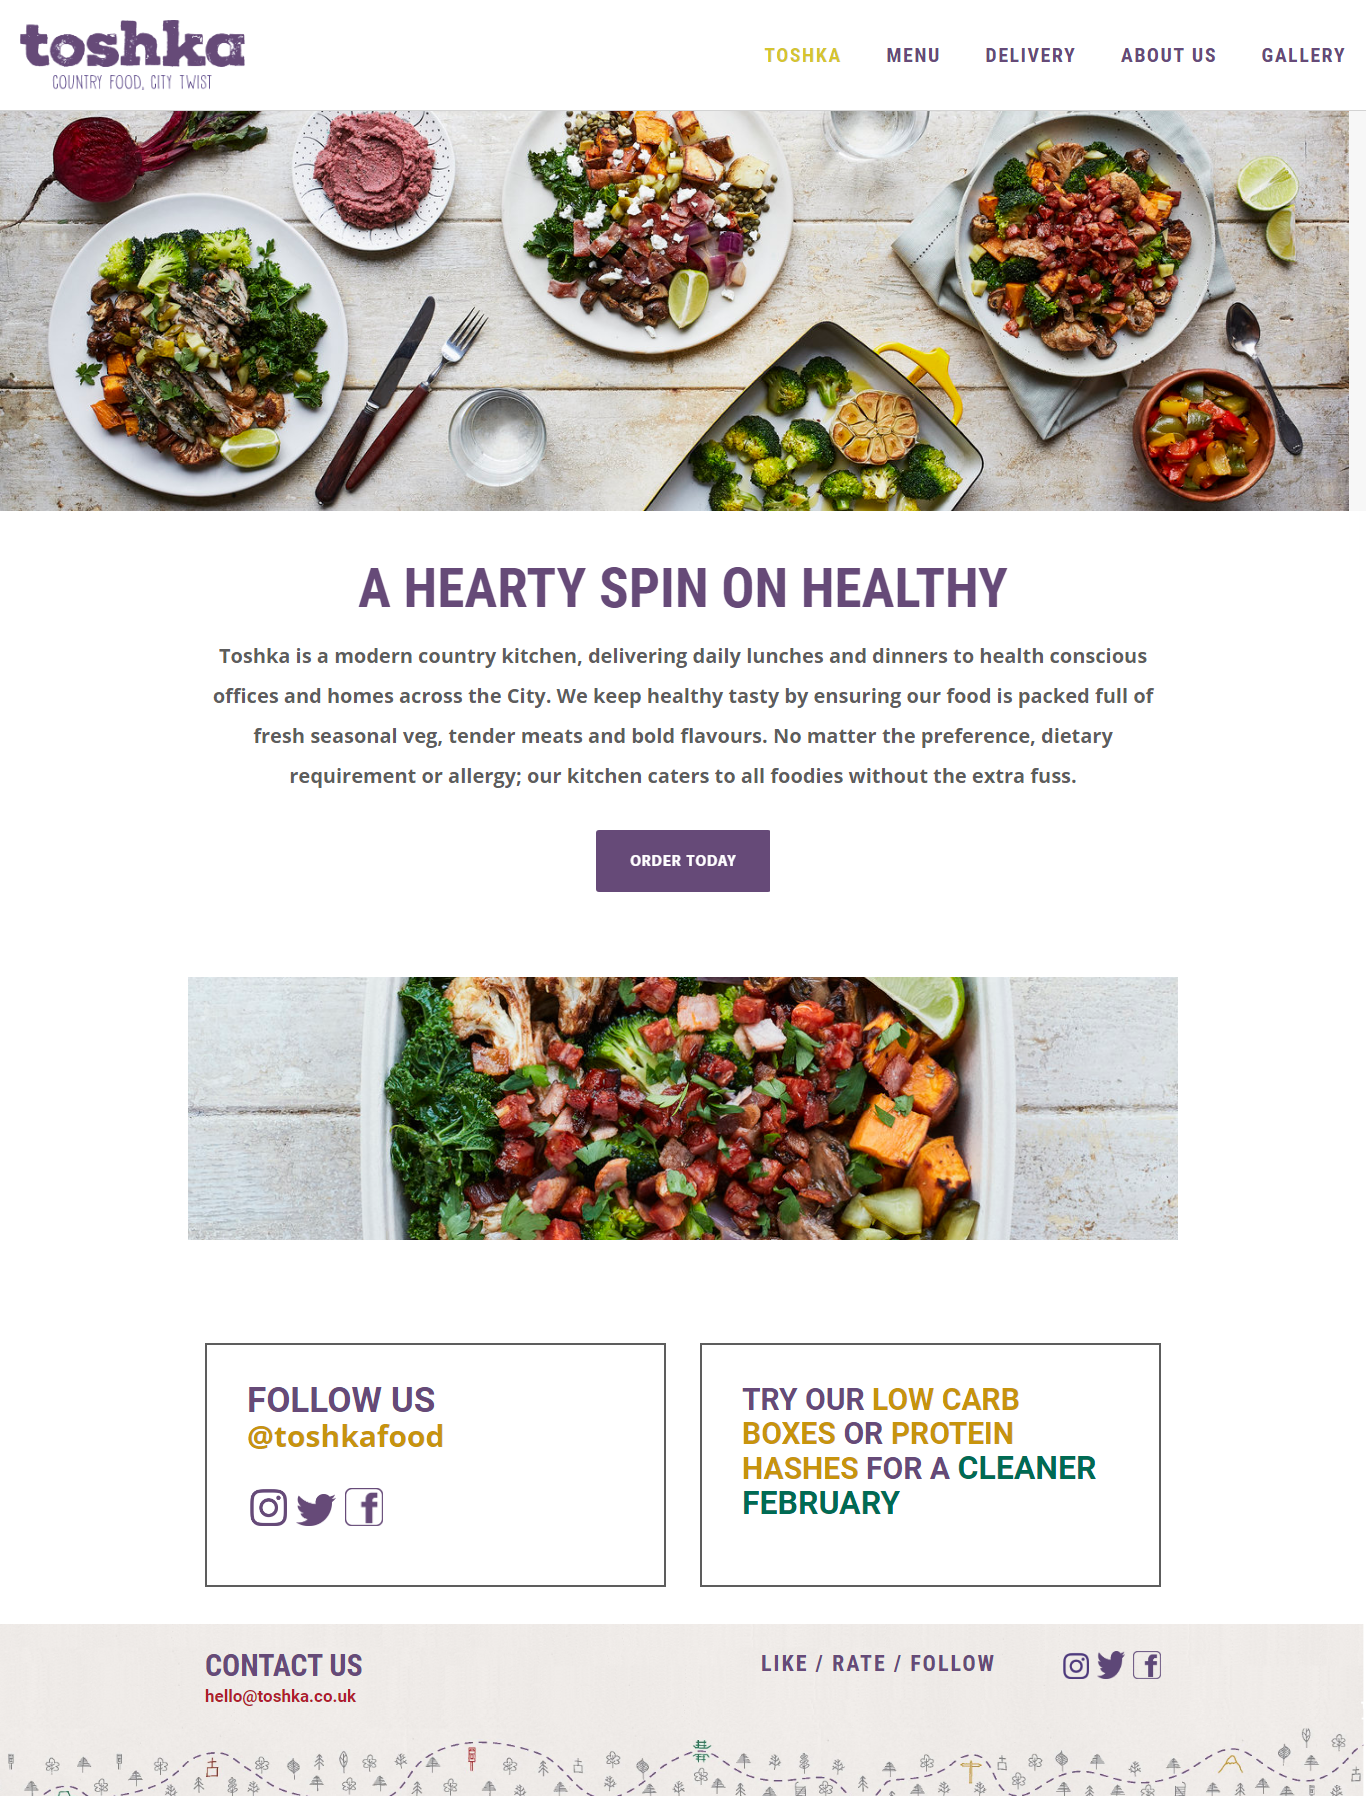 toshka
COUNTRY FOOD, CITY TWIST
TOSHKA MENU DELIVERY ABOUT US GALLERY
A HEARTY SPIN ON HEALTHY
Toshka is a modern country kitchen, delivering daily lunches and dinners to health conscious
offices and homes across the City. We keep healthy tasty by ensuring our food is packed full of
fresh seasonal veg, tender meats and bold flavours. No matter the preference, dietary
requirement or allergy; our kitchen caters to all foodies without the extra fuss.
ORDER TODAY
FOLLOW US
@toshkafood
TRY OUR LOW CARB
BOXES OR PROTEIN
HASHES FOR A CLEANER
FEBRUARY
CONTACT US
hello@toshka.co.uk
LIKE / RATE / FOLLOW